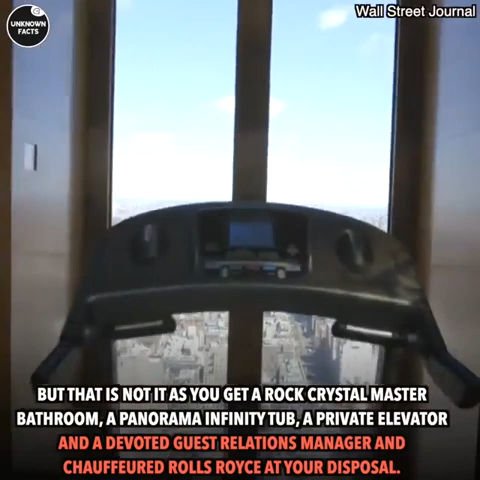 Wall Street Journal
UNKNOWN
FACTS
BUT THAT IS NOT IT AS YOU GET A ROCK CRYSTAL MASTER
BATHROOM, A PANORAMA INFINITY TUB, A PRIVATE ELEVATOR
AND A DEVOTED GUEST RELATIONS MANAGER AND
CHAUFFEURED ROLLS ROYCE AT YOUR DISPOSAL.